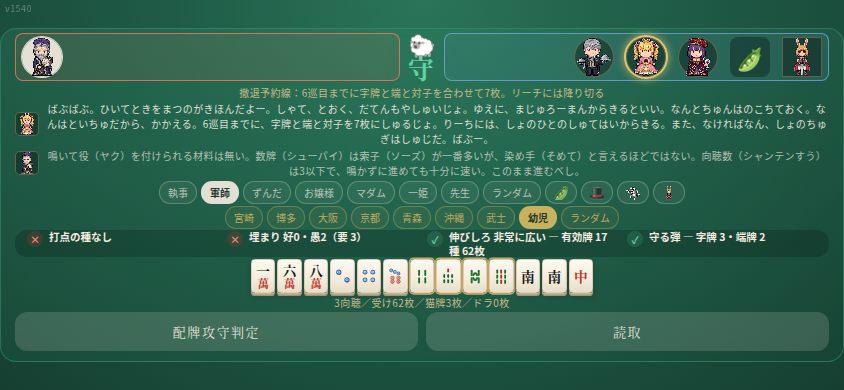 v1540
守
撤退予約線：6巡目までに字牌と端と対子を合わせて7枚。リーチには降り切る
ばぶばぶ。ひいてときをまつのがきほんだよー。しゃて、とおく、だてんもやしゅいじょ。ゆえに、まじゅろーまんからきるといい。なんとちゅんはのこちておく。な
んはといちゅだから、かかえる。6巡目までに、字牌と端と対子を7枚にしゅるじょ。りーちには、しょのひとのしゅてはいからきる。また、なければなん、しょのちゅ
ぎはしゅじだ。ばぶー。
鳴いて役（ヤク）を付けられる材料は無い。数牌（シューパイ）は索子（ソーズ）が一番多いが、染め手（そめて）と言えるほどではない。向聴数（シャンテンすう）
は3以下で、鳴かずに進めても十分に速い。このまま進むべし。
執事 軍師 ずんだ お嬢様 マダム 一姫 先生 ランダム
宮崎 博多 大阪 京都 青森 沖縄 武士 幼児 ランダム
打点の種なし
埋まり 好0・愚2（要 3）
伸びしろ 非常に広い — 有効牌 17
種 62枚
守る弾 — 字牌 3・端牌 2
一萬 六萬 八萬 南 南 中
3向聴／受け62枚／猫牌3枚／ドラ0枚
配牌攻守判定
読取